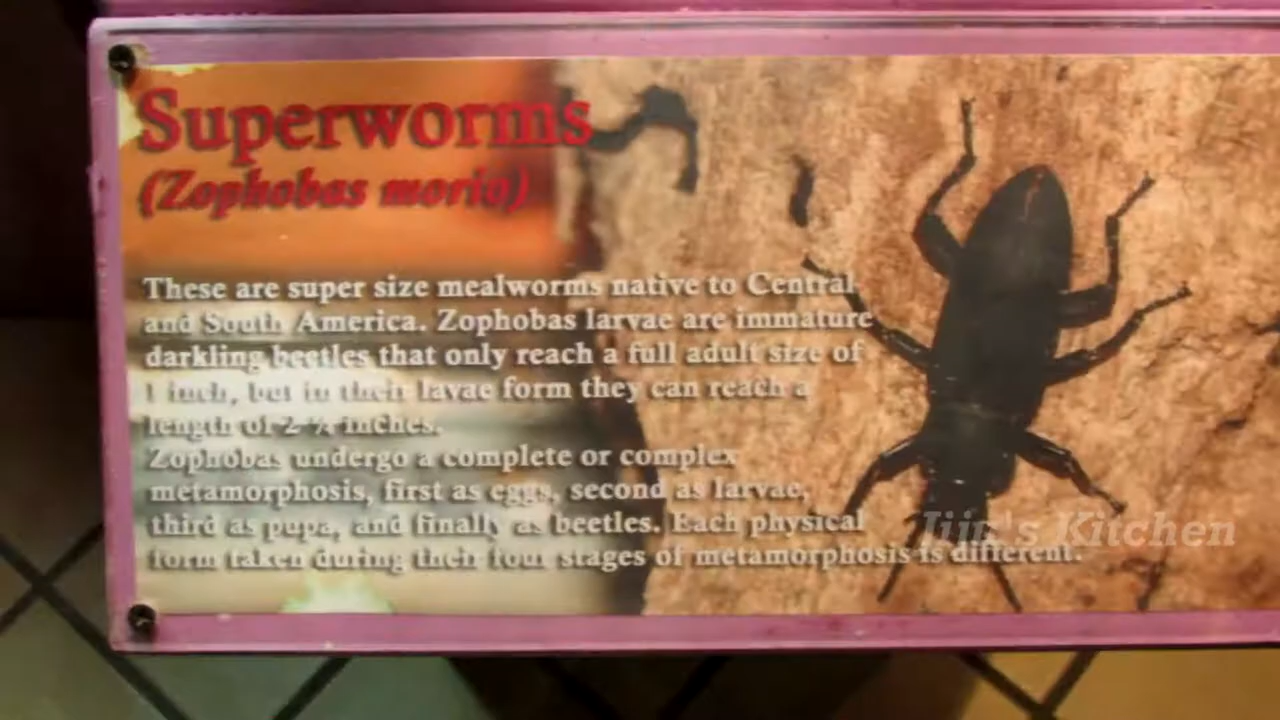 Superworms
(Zophobas morio)
These are super size mealworms native to Central
and South America. Zophobas larvae are immature
darkling beetles that only reach a full adult size of
1 inch, but in their lavae form they can reach a
length of 2 ¼ inches.
Zophobas undergo a complete or complex
metamorphosis, first as eggs, second as larvae,
third as pupa, and finally as beetles. Each physical
form taken during their four stages of metamorphosis is different.
Jiju's Kitchen